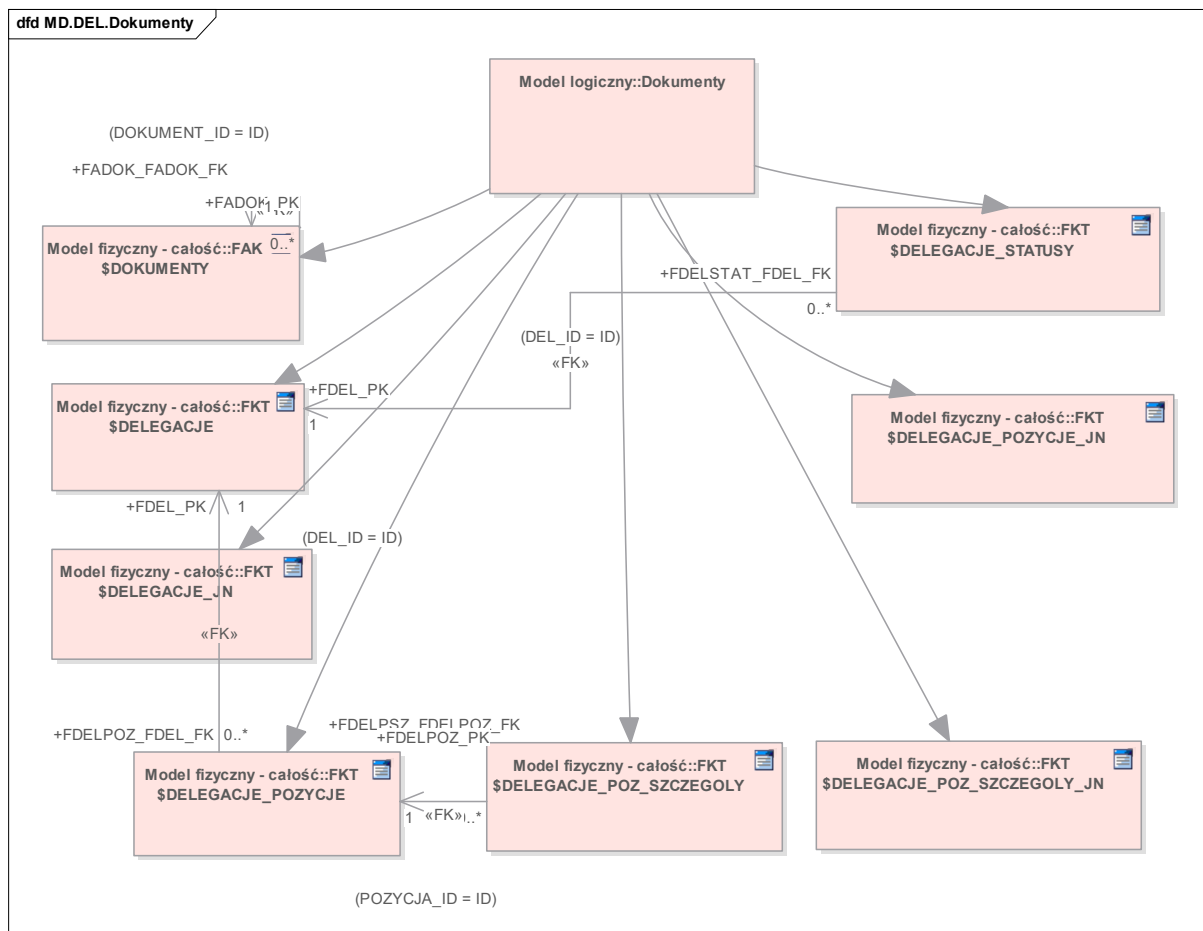 dfd MD.DEL.Dokumenty
Model logiczny::Dokumenty
(DOKUMENT_ID = ID)
+FADOK_FADOK_FK
+FADOK_PK
1
«FK»
0..*
Model fizyczny - całość::FAK
$DOKUMENTY
Model fizyczny - całość::FKT
$DELEGACJE_STATUSY
+FDELSTAT_FDEL_FK
0..*
(DEL_ID = ID)
«FK»
+FDEL_PK
1
Model fizyczny - całość::FKT
$DELEGACJE
Model fizyczny - całość::FKT
$DELEGACJE_POZYCJE_JN
+FDEL_PK
1
(DEL_ID = ID)
Model fizyczny - całość::FKT
$DELEGACJE_JN
«FK»
+FDELPOZ_FDEL_FK
0..*
+FDELPSZ_FDELPOZ_FK
+FDELPOZ_PK
Model fizyczny - całość::FKT
$DELEGACJE_POZYCJE
Model fizyczny - całość::FKT
$DELEGACJE_POZ_SZCZEGOLY
Model fizyczny - całość::FKT
$DELEGACJE_POZ_SZCZEGOLY_JN
1
«FK»
..*
(POZYCJA_ID = ID)